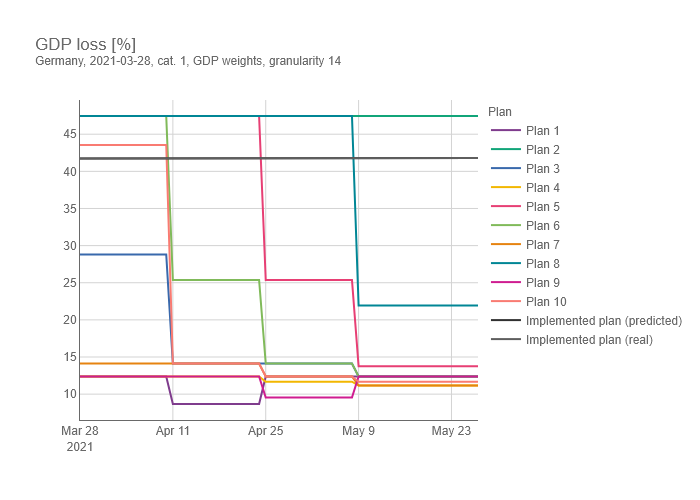 GDP loss [%]
Germany, 2021-03-28, cat. 1, GDP weights, granularity 14
45
40
35
30
25
20
15
10
Mar 28
2021
Apr 11
Apr 25
May 9
May 23
Plan
Plan 1
Plan 2
Plan 3
Plan 4
Plan 5
Plan 6
Plan 7
Plan 8
Plan 9
Plan 10
Implemented plan (predicted)
Implemented plan (real)